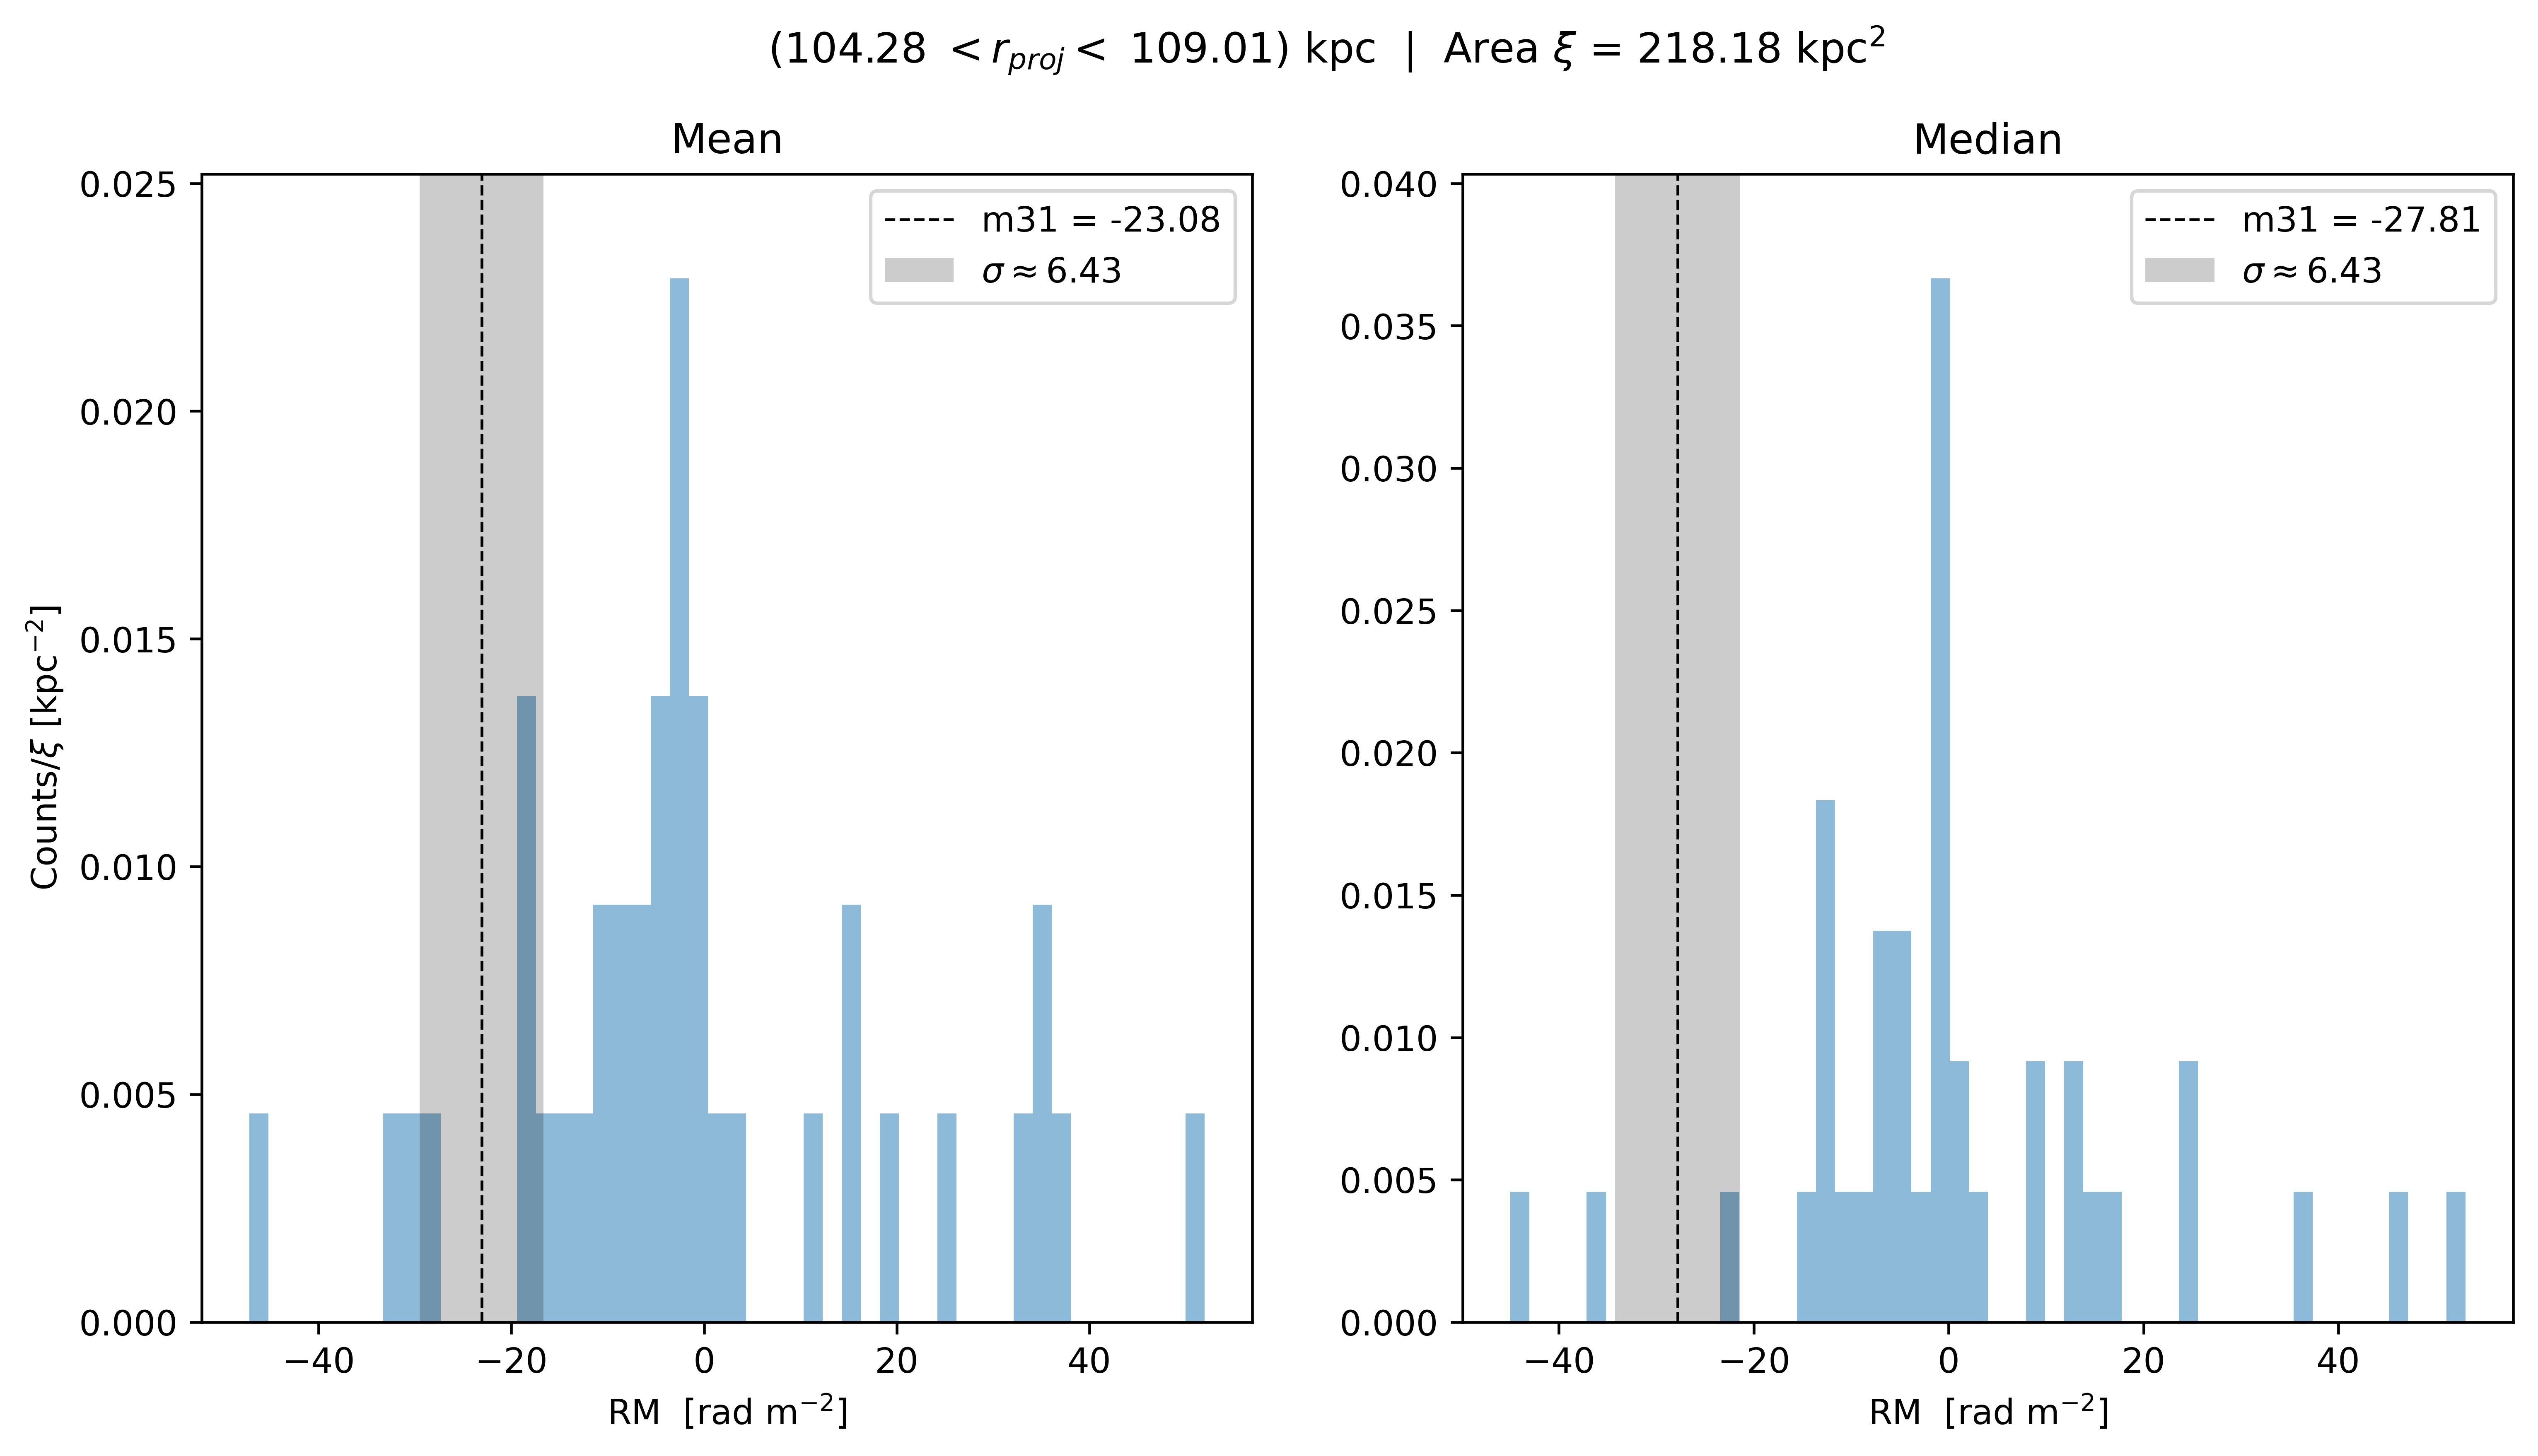 (104.28 < r_proj < 109.01) kpc | Area ξ = 218.18 kpc²
Mean
0.025
0.020
0.015
0.010
0.005
0.000
Counts/ξ [kpc⁻²]
−40 −20 0 20 40
RM [rad m⁻²]
m31 = -23.08
σ ≈ 6.43
Median
0.040
0.035
0.030
0.025
0.020
0.015
0.010
0.005
0.000
−40 −20 0 20 40
RM [rad m⁻²]
m31 = -27.81
σ ≈ 6.43